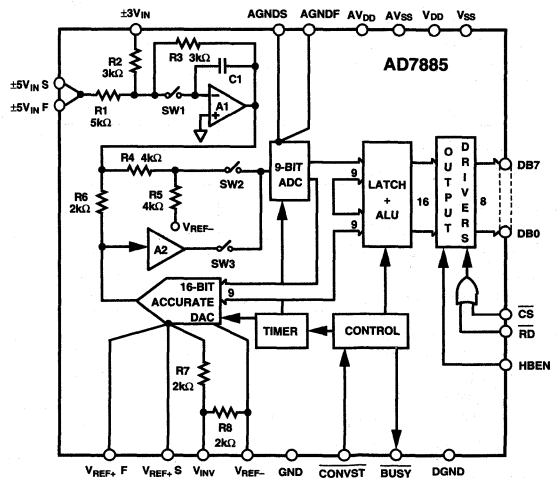 ±3VIN
AGNDS
AGNDF
AVDD
AVSS
VDD
VSS
AD7885
R2
3kΩ
R3 3kΩ
C1
±5VIN S
±5VIN F
R1
5kΩ
SW1
A1
R4 4kΩ
SW2
R5
4kΩ
VREF–
R6
2kΩ
A2
SW3
9-BIT
ADC
9
9
LATCH
+
ALU
16
OUTPUT
DRIVERS
8
DB7
DB0
16-BIT
ACCURATE
DAC
9
TIMER
CONTROL
CS
RD
HBEN
R7
2kΩ
R8
2kΩ
VREF+ F
VREF+ S
VINV
VREF–
GND
CONVST
BUSY
DGND